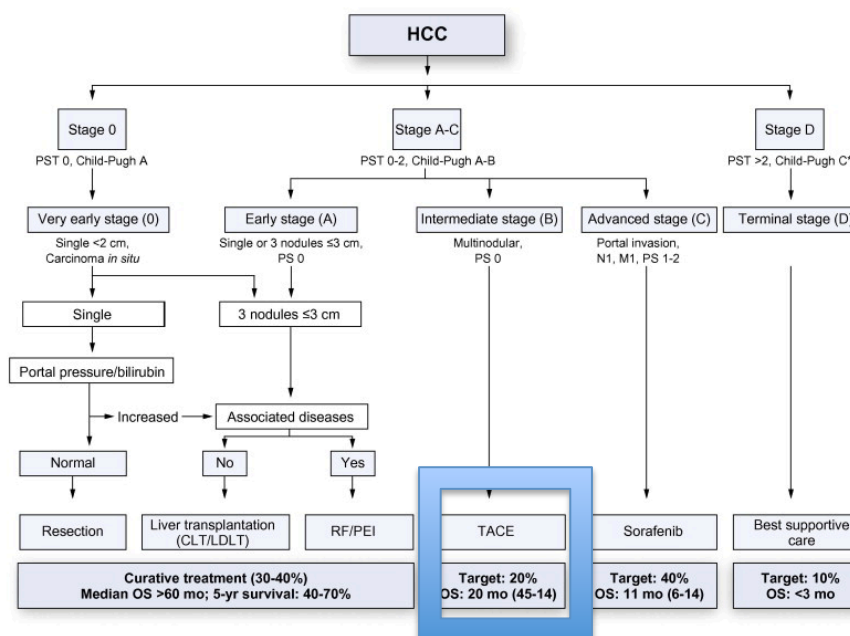 HCC
Stage 0
Stage A-C
Stage D
PST 0, Child-Pugh A
PST 0-2, Child-Pugh A-B
PST >2, Child-Pugh C*
Very early stage (0)
Early stage (A)
Intermediate stage (B)
Advanced stage (C)
Terminal stage (D)
Single <2 cm,
Carcinoma in situ
Single or 3 nodules ≤3 cm,
PS 0
Multinodular,
PS 0
Portal invasion,
N1, M1, PS 1-2
Single
3 nodules ≤3 cm
Portal pressure/bilirubin
Increased
Associated diseases
Normal
No
Yes
Resection
Liver transplantation
(CLT/LDLT)
RF/PEI
TACE
Sorafenib
Best supportive
care
Curative treatment (30-40%)
Median OS >60 mo; 5-yr survival: 40-70%
Target: 20%
OS: 20 mo (45-14)
Target: 40%
OS: 11 mo (6-14)
Target: 10%
OS: <3 mo